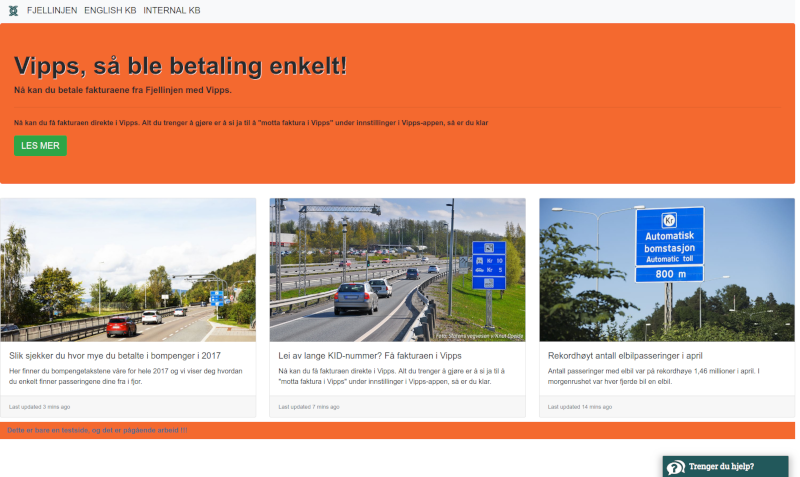 FJELLINJEN ENGLISH KB INTERNAL KB
Vipps, så ble betaling enkelt!
Nå kan du betale fakturaene fra Fjellinjen med Vipps.
Nå kan du få fakturaen direkte i Vipps. Alt du trenger å gjøre er å si ja til å "motta faktura i Vipps" under innstillinger i Vipps-appen, så er du klar
LES MER
Kr 10
Kr 5
Foto: Statens vegvesen v/Knut Opeide
Kr
Automatisk
bomstasjon
Automatic toll
800 m
Slik sjekker du hvor mye du betalte i bompenger i 2017
Her finner du bompengetakstene våre for hele 2017 og vi viser deg hvordan
du enkelt finner passeringene dine fra i fjor.
Last updated 3 mins ago
Lei av lange KID-nummer? Få fakturaen i Vipps
Nå kan du få fakturaen direkte i Vipps. Alt du trenger å gjøre er å si ja til å
"motta faktura i Vipps" under innstillinger i Vipps-appen, så er du klar.
Last updated 7 mins ago
Rekordhøyt antall elbilpasseringer i april
Antall passeringer med elbil var på rekordhøye 1,46 millioner i april. I
morgenrushet var hver fjerde bil en elbil.
Last updated 14 mins ago
Dette er bare en testside, og det er pågående arbeid !!!
Trenger du hjelp?